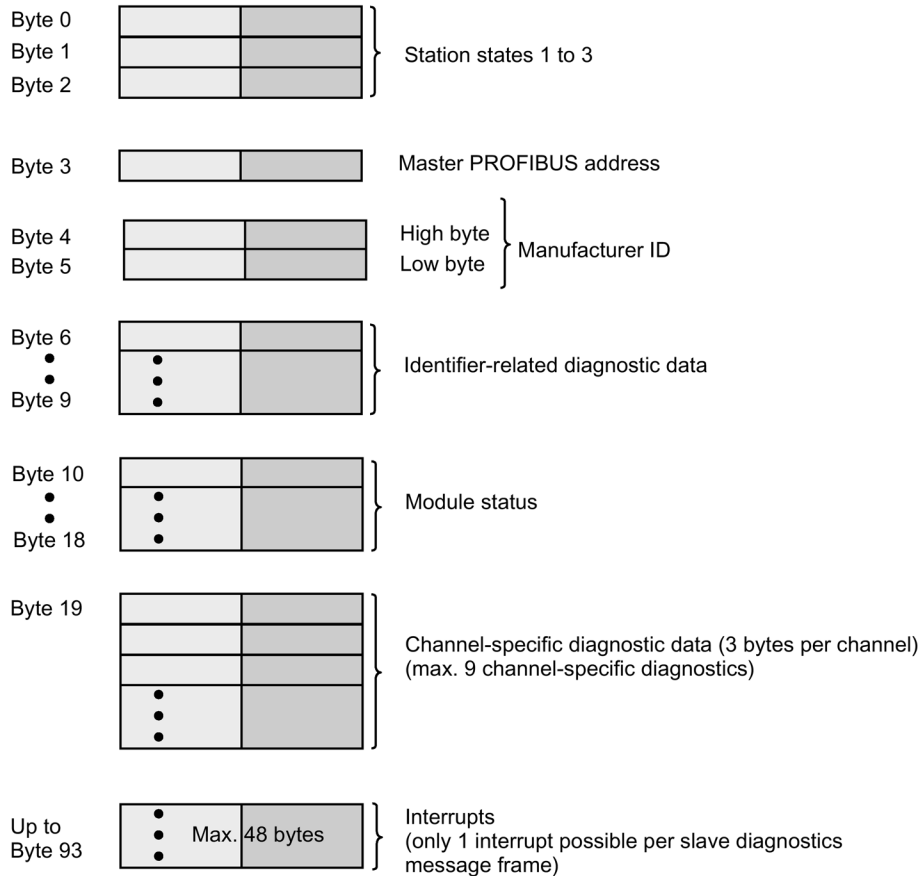 Byte 0
Byte 1
Byte 2
Station states 1 to 3
Byte 3
Master PROFIBUS address
Byte 4
Byte 5
High byte
Low byte
Manufacturer ID
Byte 6
Byte 9
Identifier-related diagnostic data
Byte 10
Byte 18
Module status
Byte 19
Channel-specific diagnostic data (3 bytes per channel)
(max. 9 channel-specific diagnostics)
Up to
Byte 93
Max. 48 bytes
Interrupts
(only 1 interrupt possible per slave diagnostics
message frame)